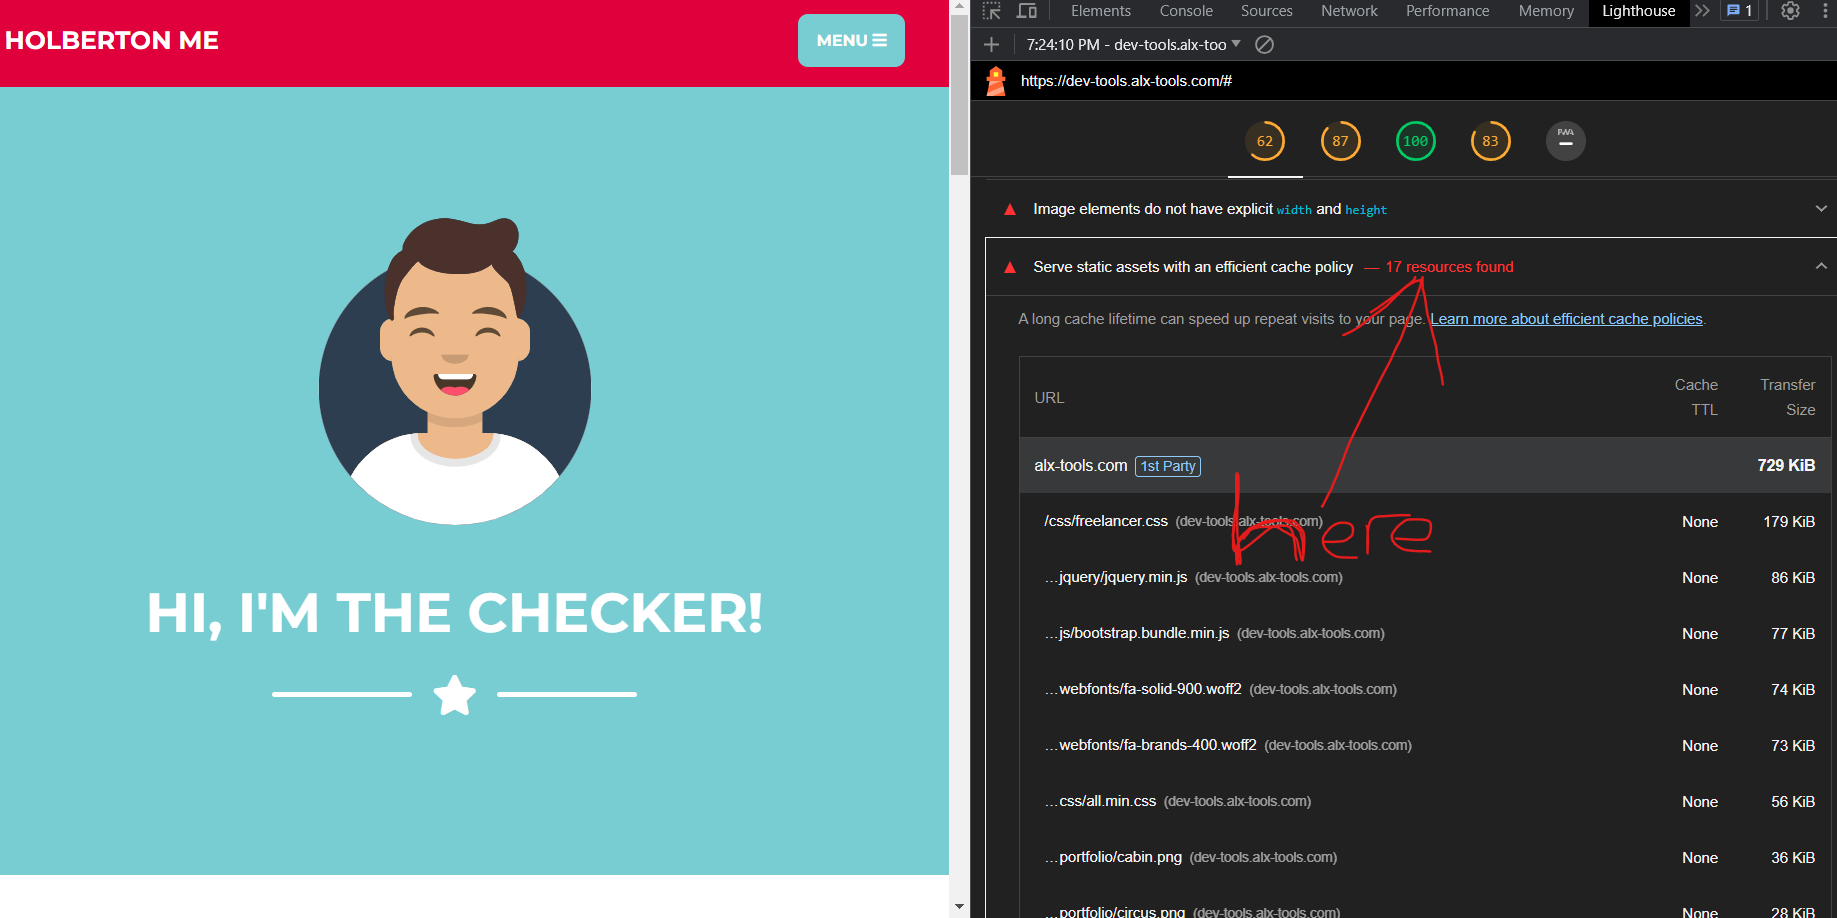 HOLBERTON ME
MENU
HI, I'M THE CHECKER!
Elements Console Sources Network Performance Memory Lighthouse 1
7:24:10 PM - dev-tools.alx-too
https://dev-tools.alx-tools.com/#
62 87 100 83 PWA
Image elements do not have explicit width and height
Serve static assets with an efficient cache policy — 17 resources found
A long cache lifetime can speed up repeat visits to your page. Learn more about efficient cache policies.
URL Cache TTL Transfer Size
alx-tools.com 1st Party 729 KiB
/css/freelancer.css (dev-tools.alx-tools.com) None 179 KiB
here
…jquery/jquery.min.js (dev-tools.alx-tools.com) None 86 KiB
…js/bootstrap.bundle.min.js (dev-tools.alx-tools.com) None 77 KiB
…webfonts/fa-solid-900.woff2 (dev-tools.alx-tools.com) None 74 KiB
…webfonts/fa-brands-400.woff2 (dev-tools.alx-tools.com) None 73 KiB
…css/all.min.css (dev-tools.alx-tools.com) None 56 KiB
…portfolio/cabin.png (dev-tools.alx-tools.com) None 36 KiB
…portfolio/circus.png (dev-tools.alx-tools.com) None 28 KiB